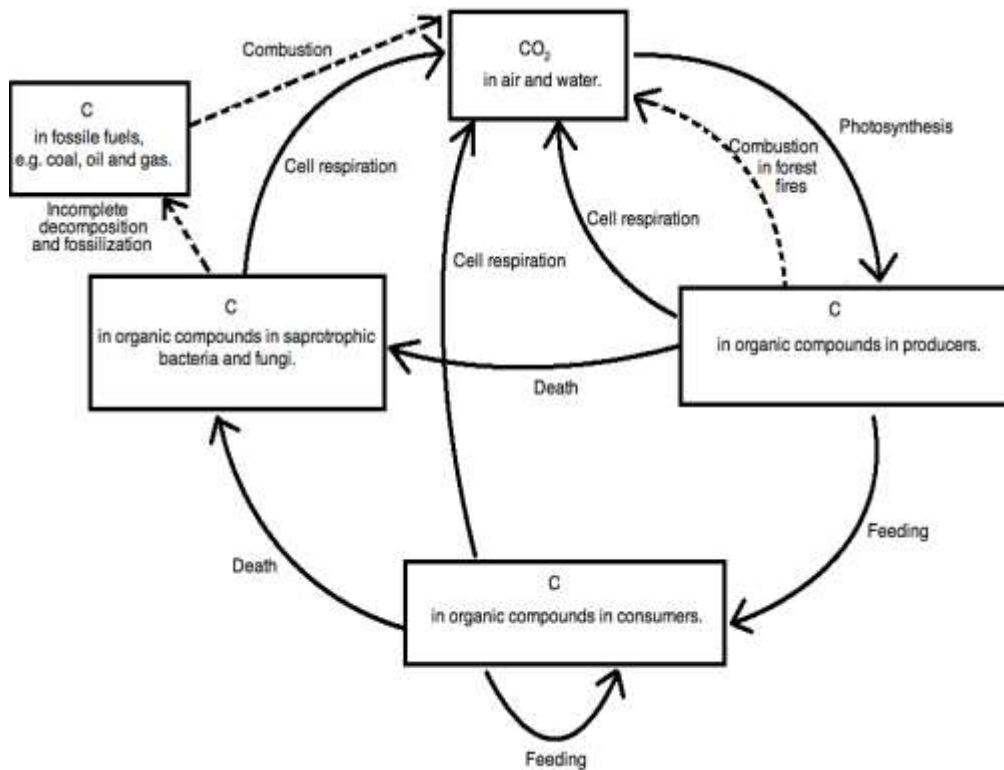 Combustion
CO2
in air and water.
C
in fossile fuels,
e.g. coal, oil and gas.
Photosynthesis
Combustion
in forest
fires
Cell respiration
Incomplete
decomposition
and fossilization
Cell respiration
Cell respiration
C
in organic compounds in saprotrophic
bacteria and fungi.
C
in organic compounds in producers.
Death
Feeding
Death
C
in organic compounds in consumers.
Feeding